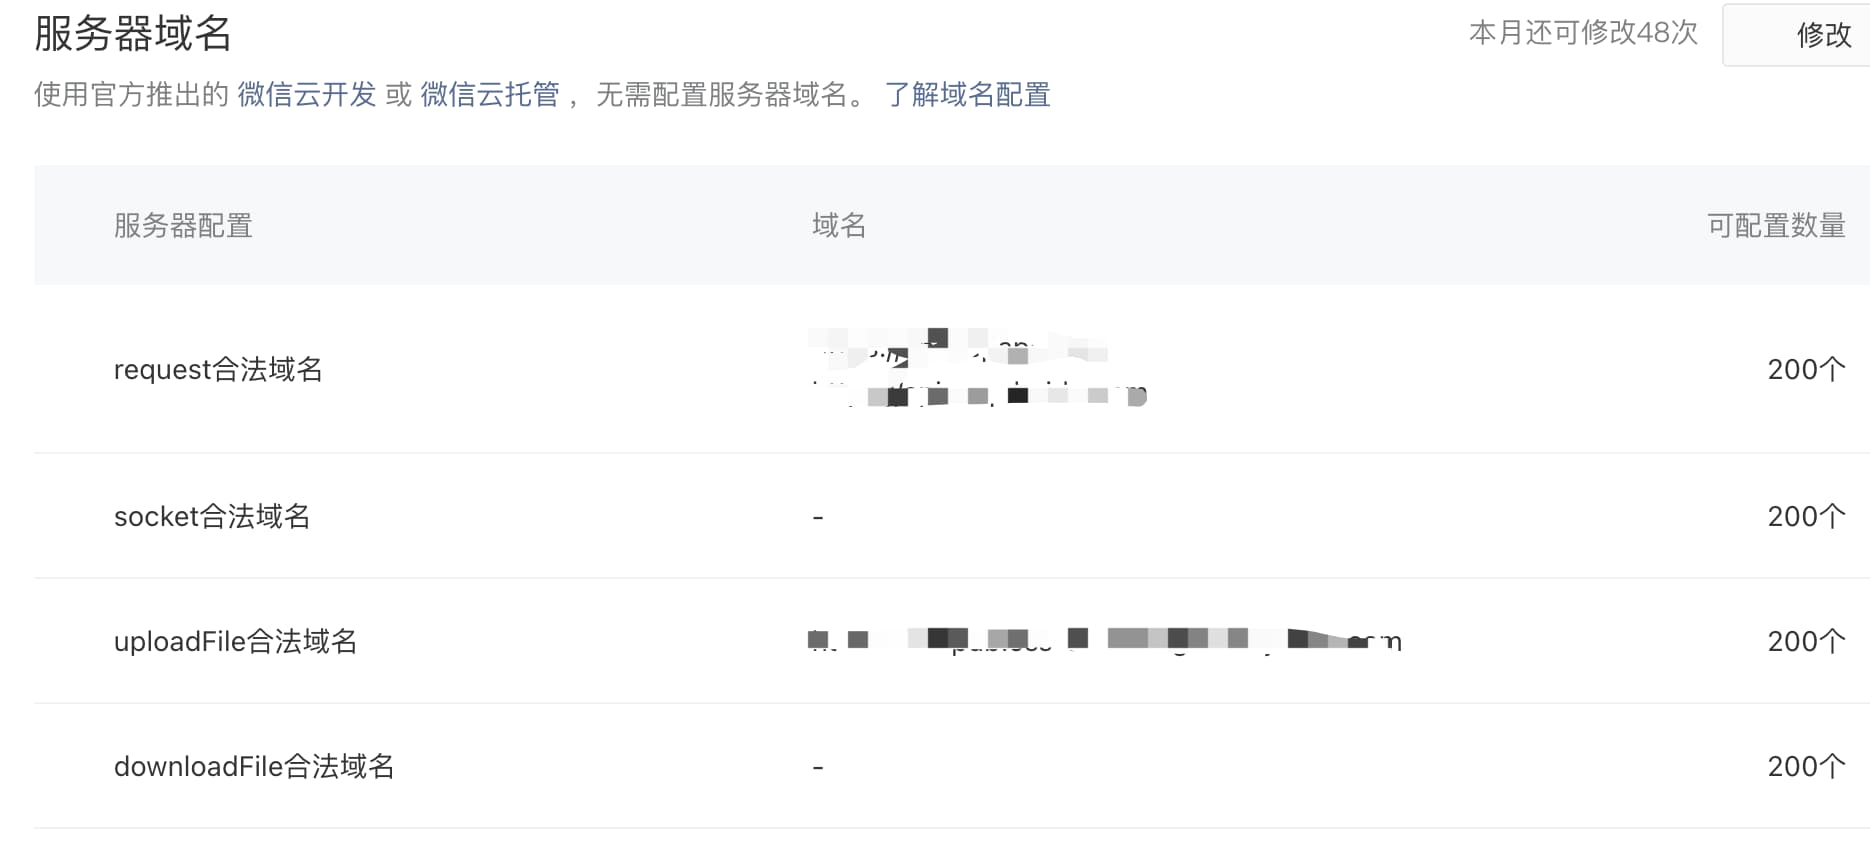 服务器域名
本月还可修改48次
修改
使用官方推出的 微信云开发 或 微信云托管 ，无需配置服务器域名。 了解域名配置
服务器配置 域名 可配置数量
request合法域名 200个
socket合法域名 - 200个
uploadFile合法域名 200个
downloadFile合法域名 - 200个